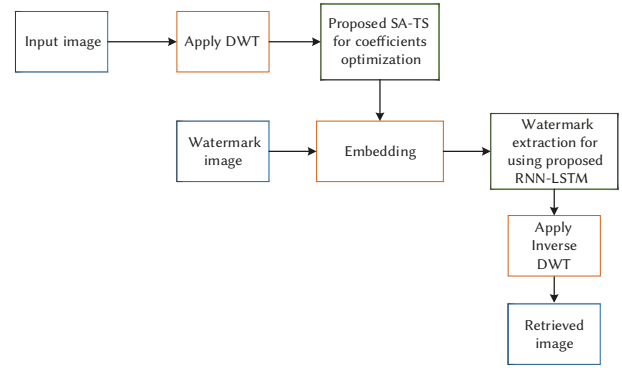 Input image
Apply DWT
Proposed SA-TS
for coefficients
optimization
Watermark
image
Embedding
Watermark
extraction for
using proposed
RNN-LSTM
Apply
Inverse
DWT
Retrieved
image